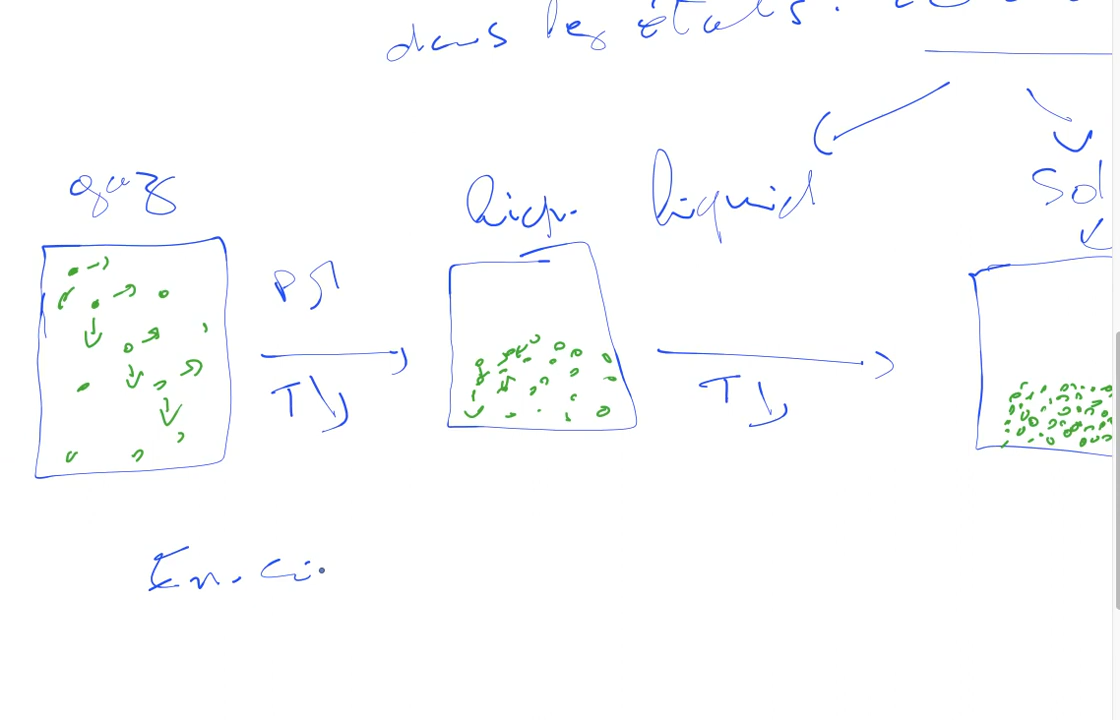 dans les états.
gaz
liq.
liquid
Sol
P
T
T
En. ci